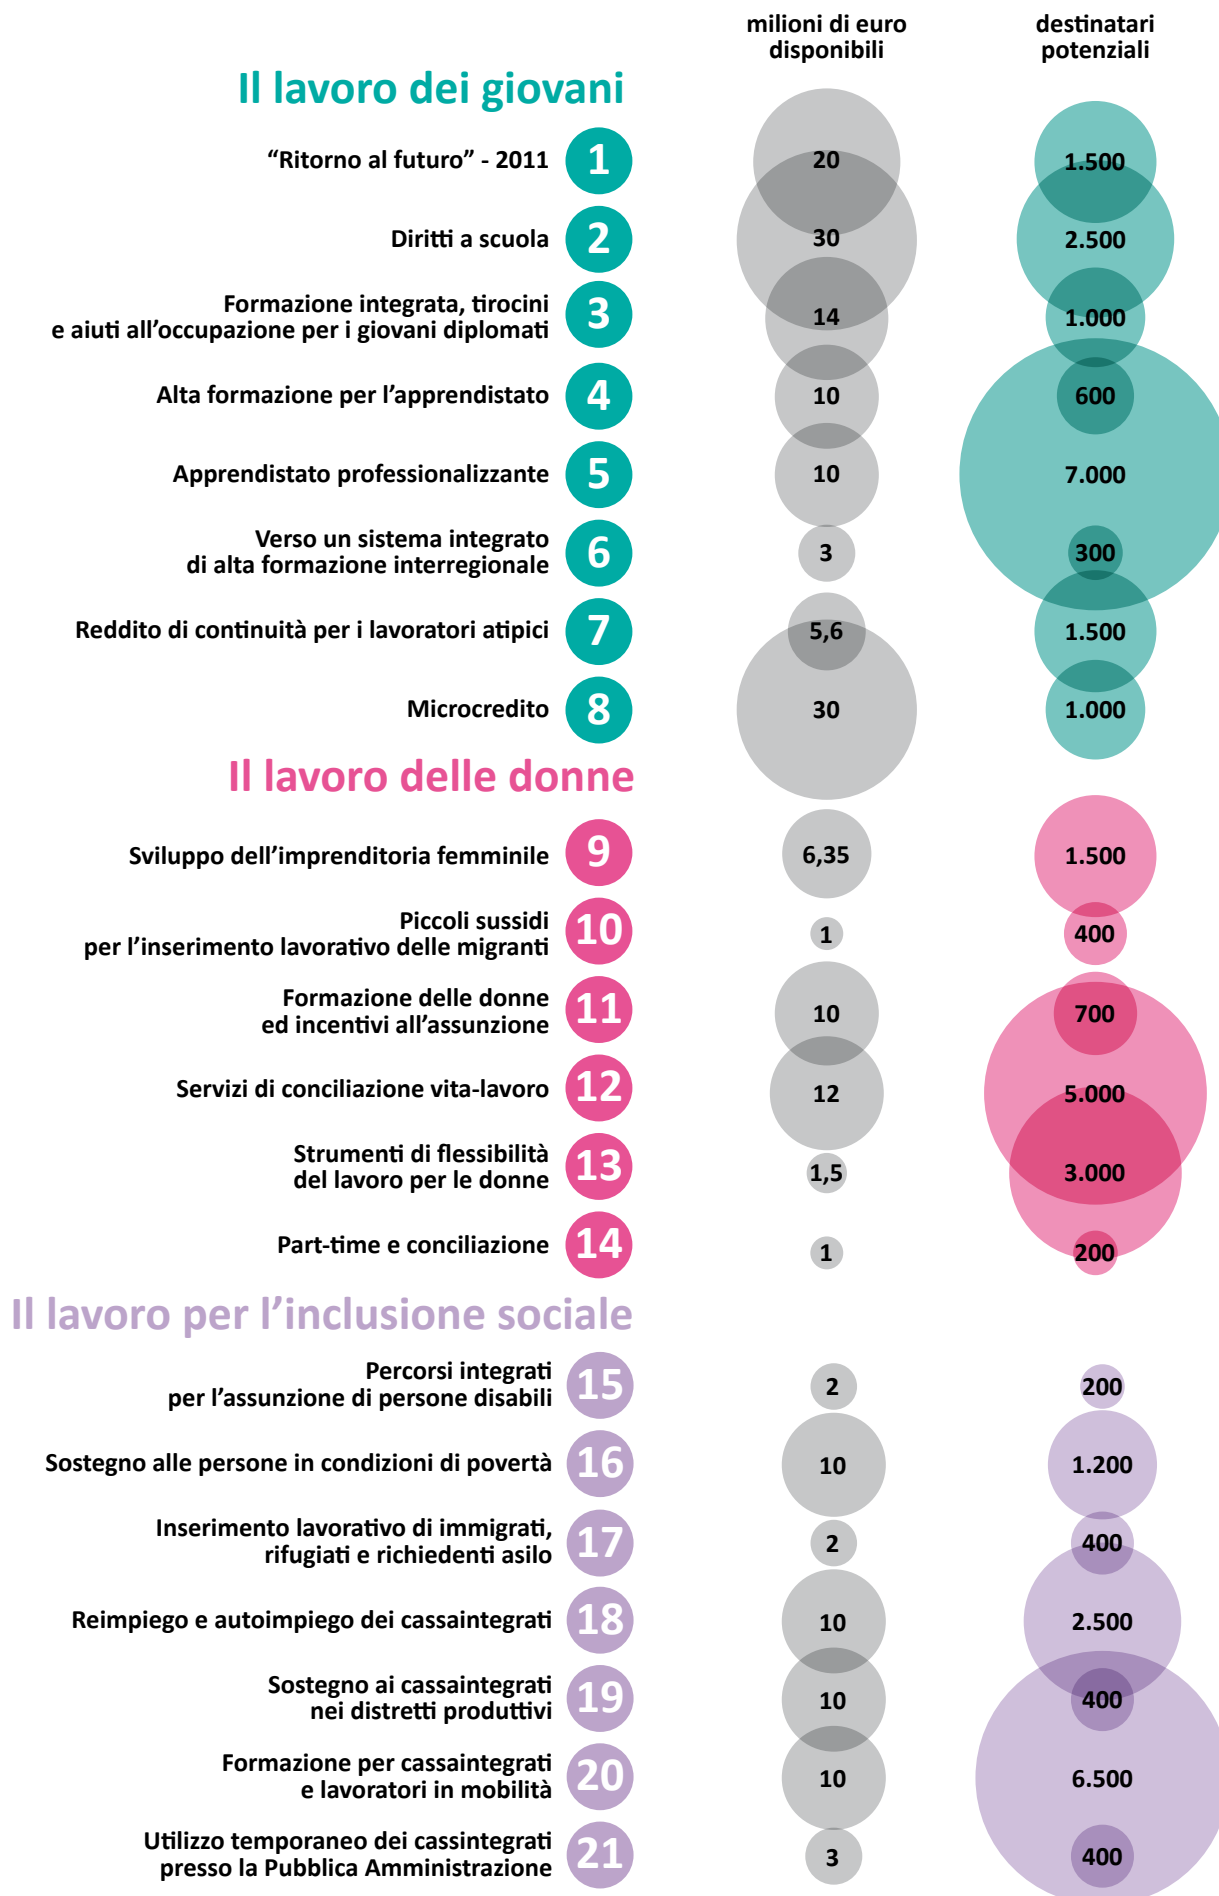 milioni di euro
disponibili
destinatari
potenziali
Il lavoro dei giovani
“Ritorno al futuro” - 2011 1 20 1.500
Diritti a scuola 2 30 2.500
Formazione integrata, tirocini
e aiuti all’occupazione per i giovani diplomati 3 14 1.000
Alta formazione per l’apprendistato 4 10 600
Apprendistato professionalizzante 5 10 7.000
Verso un sistema integrato
di alta formazione interregionale 6 3 300
Reddito di continuità per i lavoratori atipici 7 5,6 1.500
Microcredito 8 30 1.000
Il lavoro delle donne
Sviluppo dell’imprenditoria femminile 9 6,35 1.500
Piccoli sussidi
per l’inserimento lavorativo delle migranti 10 1 400
Formazione delle donne
ed incentivi all’assunzione 11 10 700
Servizi di conciliazione vita-lavoro 12 12 5.000
Strumenti di flessibilità
del lavoro per le donne 13 1,5 3.000
Part-time e conciliazione 14 1 200
Il lavoro per l’inclusione sociale
Percorsi integrati
per l’assunzione di persone disabili 15 2 200
Sostegno alle persone in condizioni di povertà 16 10 1.200
Inserimento lavorativo di immigrati,
rifugiati e richiedenti asilo 17 2 400
Reimpiego e autoimpiego dei cassaintegrati 18 10 2.500
Sostegno ai cassaintegrati
nei distretti produttivi 19 10 400
Formazione per cassaintegrati
e lavoratori in mobilità 20 10 6.500
Utilizzo temporaneo dei cassintegrati
presso la Pubblica Amministrazione 21 3 400